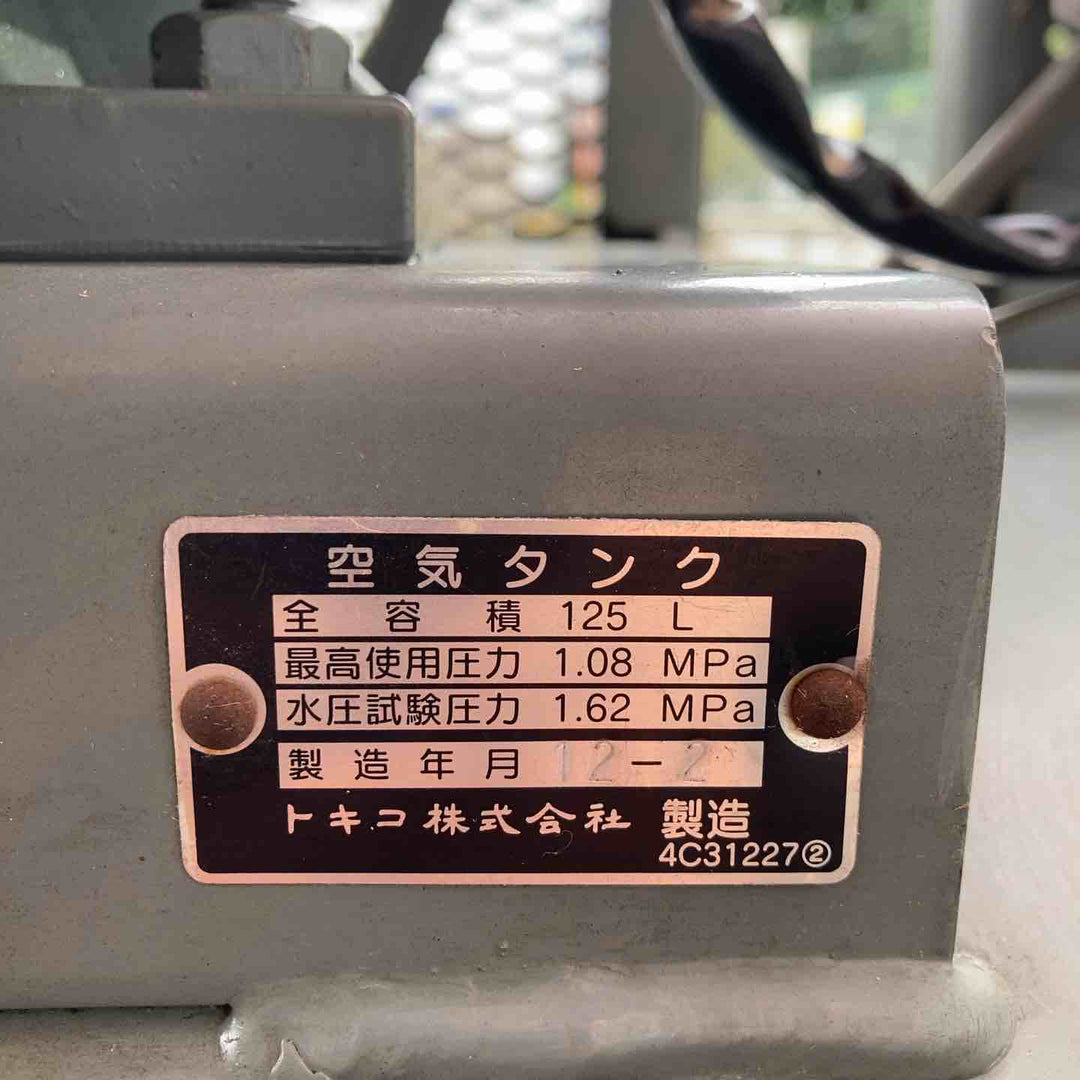 空気タンク
全容積 125 L
最高使用圧力 1.08 MPa
水圧試験圧力 1.62 MPa
製造年月 12-2
トキコ株式会社 製造
4C31227②